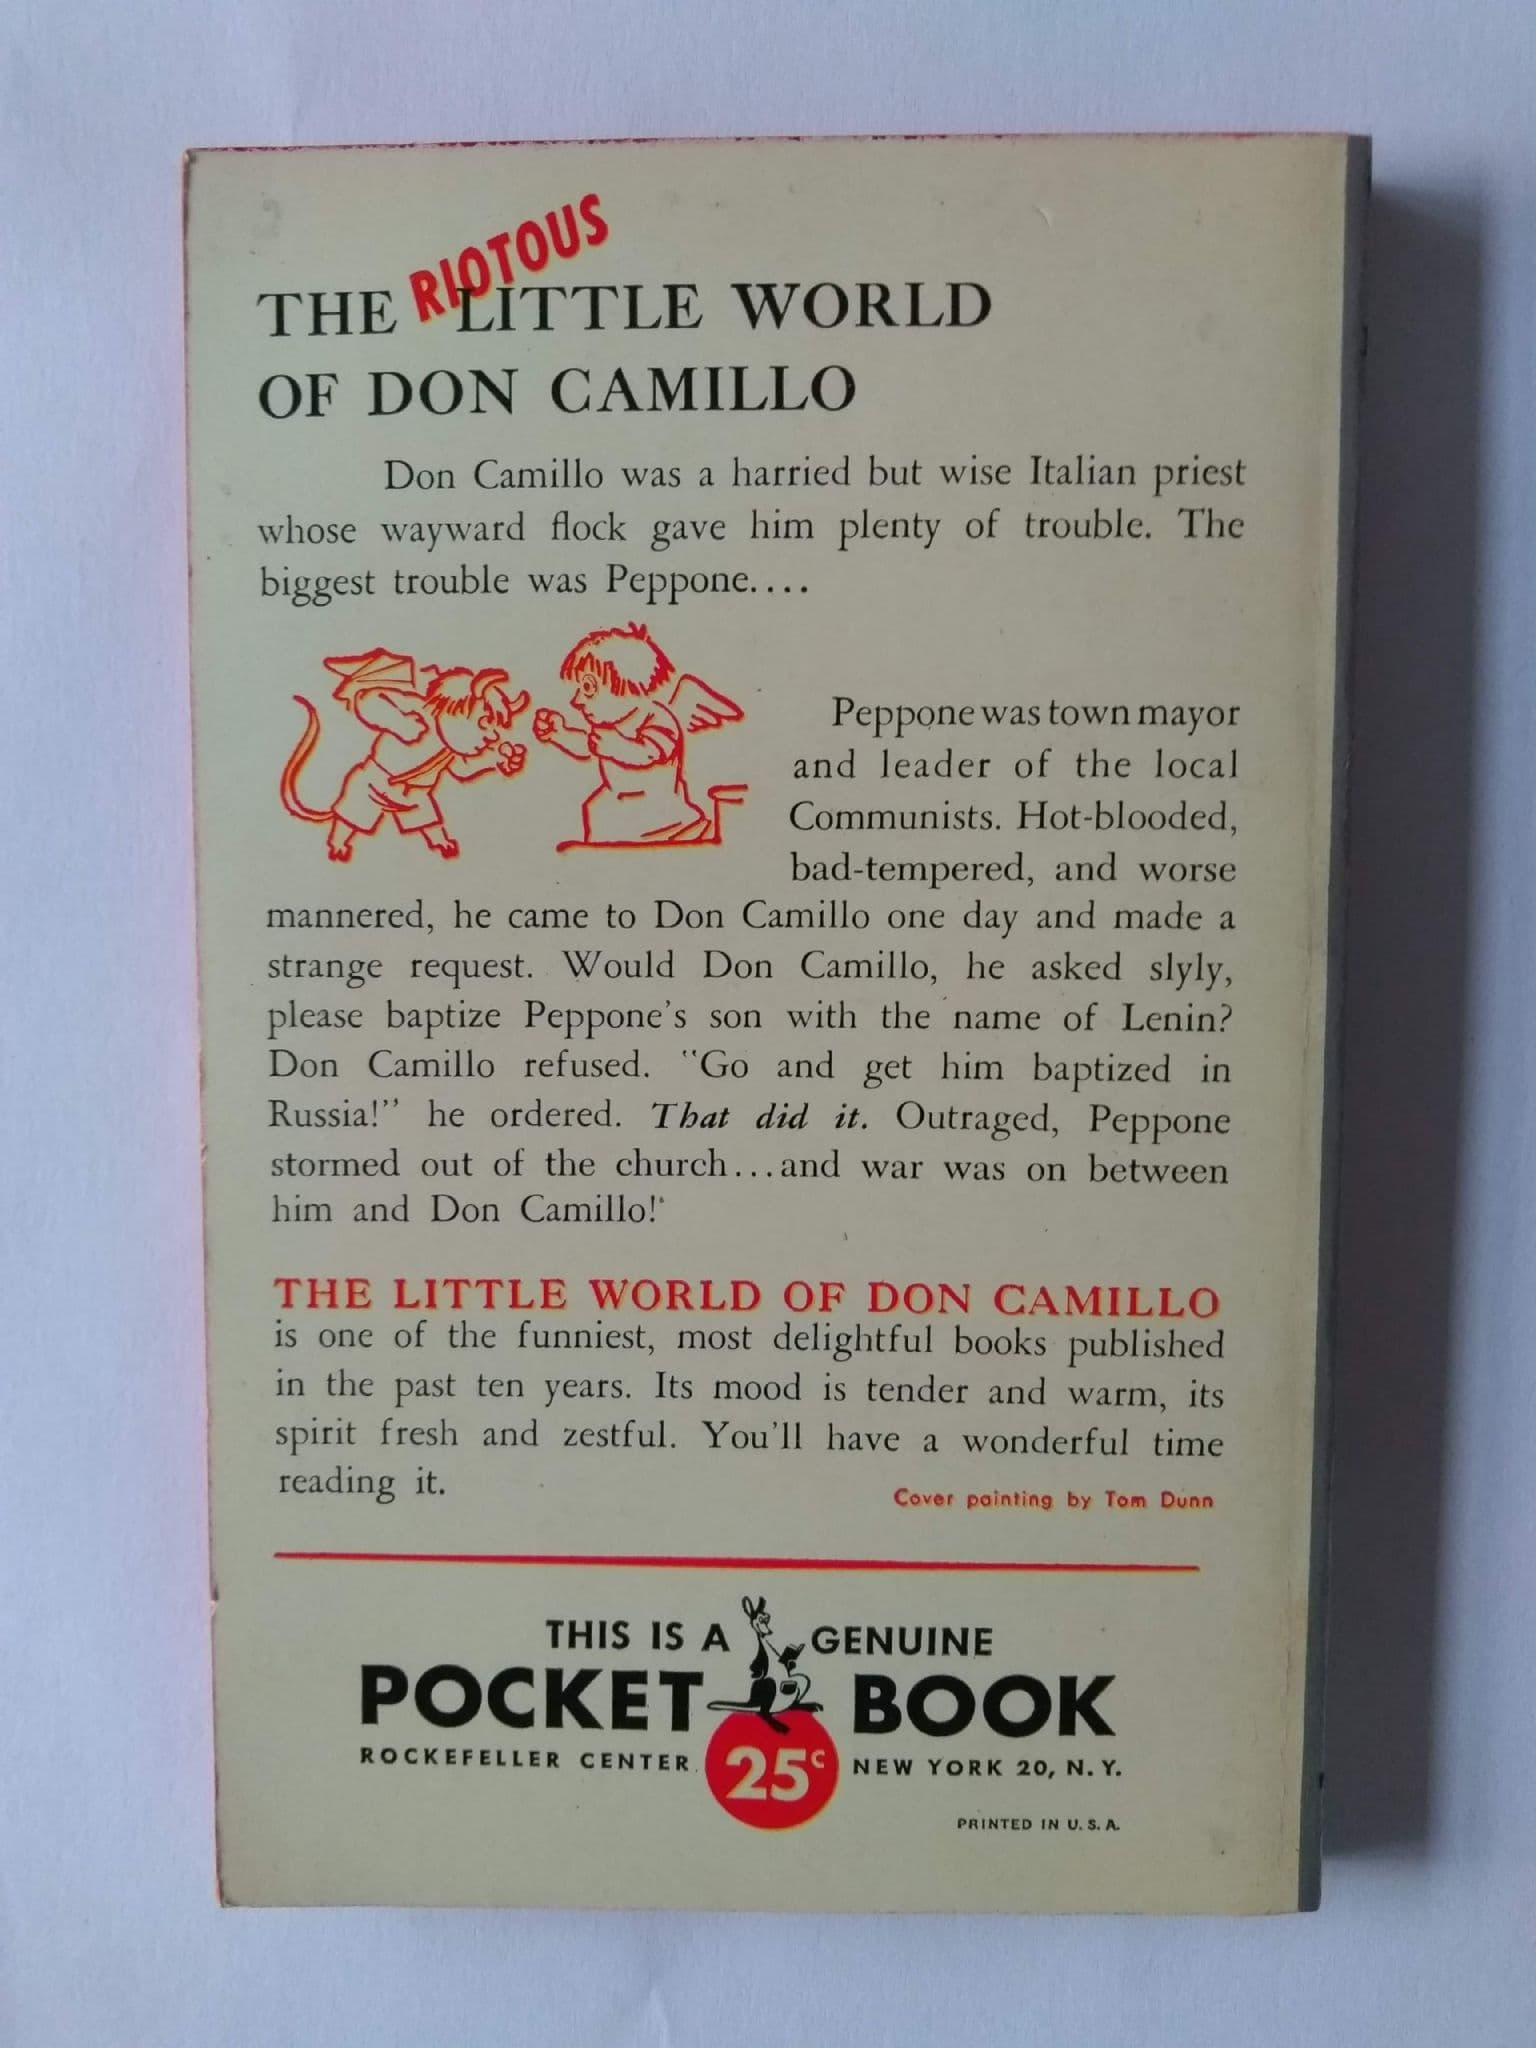 RIOTOUS
THE LITTLE WORLD
OF DON CAMILLO
Don Camillo was a harried but wise Italian priest
whose wayward flock gave him plenty of trouble. The
biggest trouble was Peppone....
Peppone was town mayor
and leader of the local
Communists. Hot-blooded,
bad-tempered, and worse
mannered, he came to Don Camillo one day and made a
strange request. Would Don Camillo, he asked slyly,
please baptize Peppone's son with the name of Lenin?
Don Camillo refused. "Go and get him baptized in
Russia!" he ordered. That did it. Outraged, Peppone
stormed out of the church...and war was on between
him and Don Camillo!
THE LITTLE WORLD OF DON CAMILLO
is one of the funniest, most delightful books published
in the past ten years. Its mood is tender and warm, its
spirit fresh and zestful. You'll have a wonderful time
reading it.
Cover painting by Tom Dunn
THIS IS A GENUINE
POCKET BOOK
ROCKEFELLER CENTER, 25c NEW YORK 20, N. Y.
PRINTED IN U. S. A.